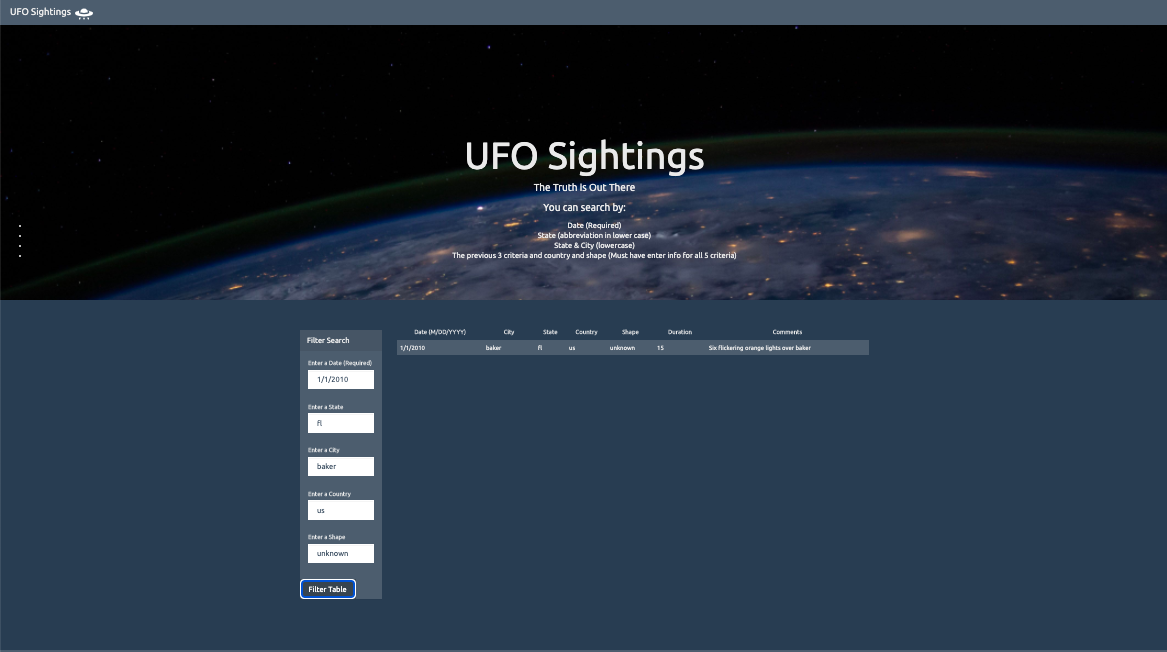 UFO Sightings
UFO Sightings
The Truth Is Out There
You can search by:
Date (Required)
State (abbreviation in lower case)
State & City (lowercase)
The previous 3 criteria and country and shape (Must have enter info for all 5 criteria)
Filter Search
Enter a Date (Required)
1/1/2010
Enter a State
fl
Enter a City
baker
Enter a Country
us
Enter a Shape
unknown
Filter Table
Date (M/DD/YYYY) City State Country Shape Duration Comments
1/1/2010 baker fl us unknown 15 Six flickering orange lights over baker